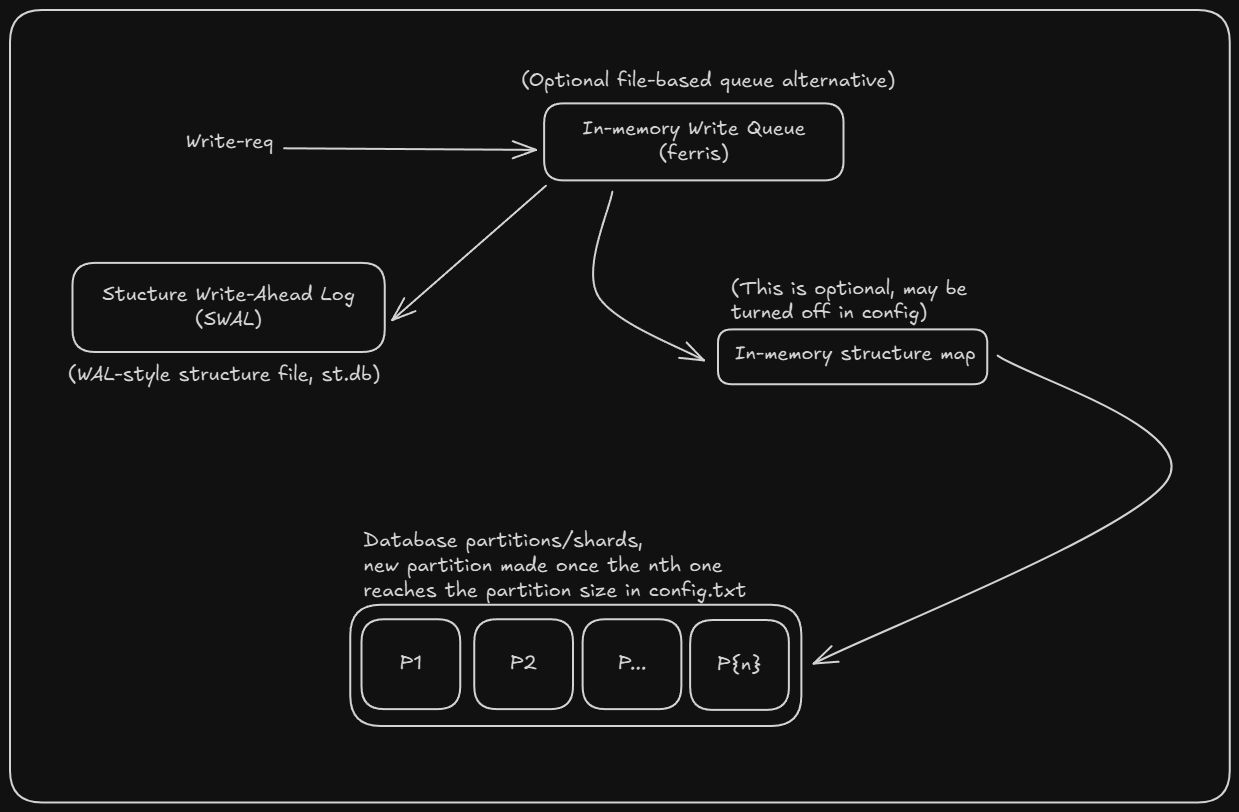 (Optional file-based queue alternative)
Write-req
In-memory Write Queue
(ferris)
Stucture Write-Ahead Log
(SWAL)
(WAL-style structure file, st.db)
(This is optional, may be
turned off in config)
In-memory structure map
Database partitions/shards,
new partition made once the nth one
reaches the partition size in config.txt
P1
P2
P...
P{n}